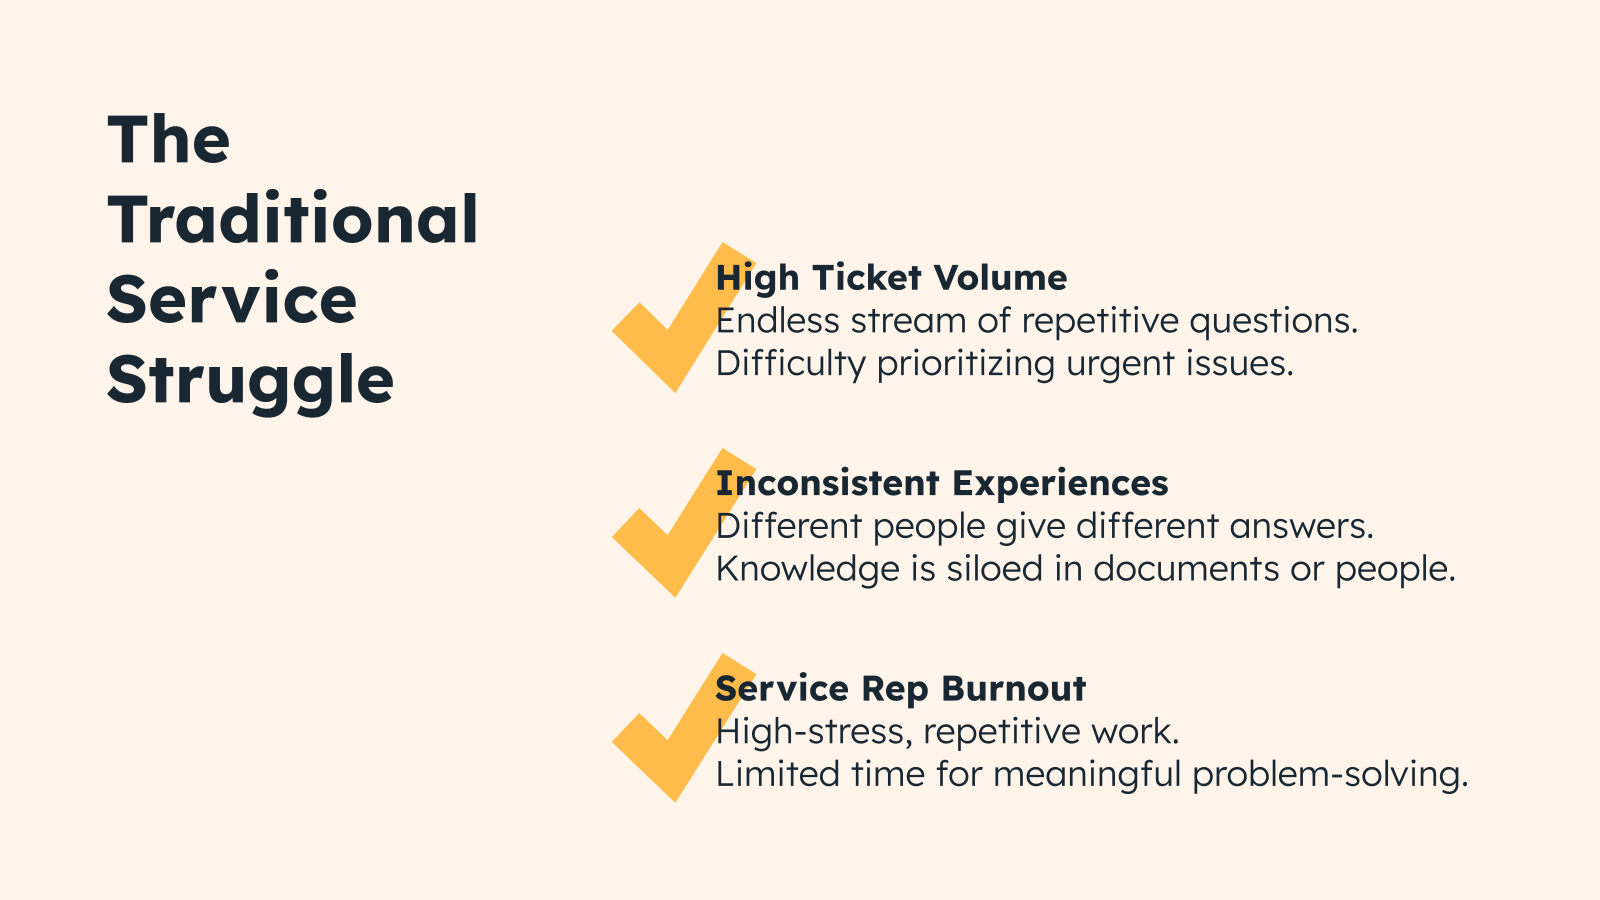 The
Traditional
Service
Struggle
High Ticket Volume
Endless stream of repetitive questions.
Difficulty prioritizing urgent issues.
Inconsistent Experiences
Different people give different answers.
Knowledge is siloed in documents or people.
Service Rep Burnout
High-stress, repetitive work.
Limited time for meaningful problem-solving.